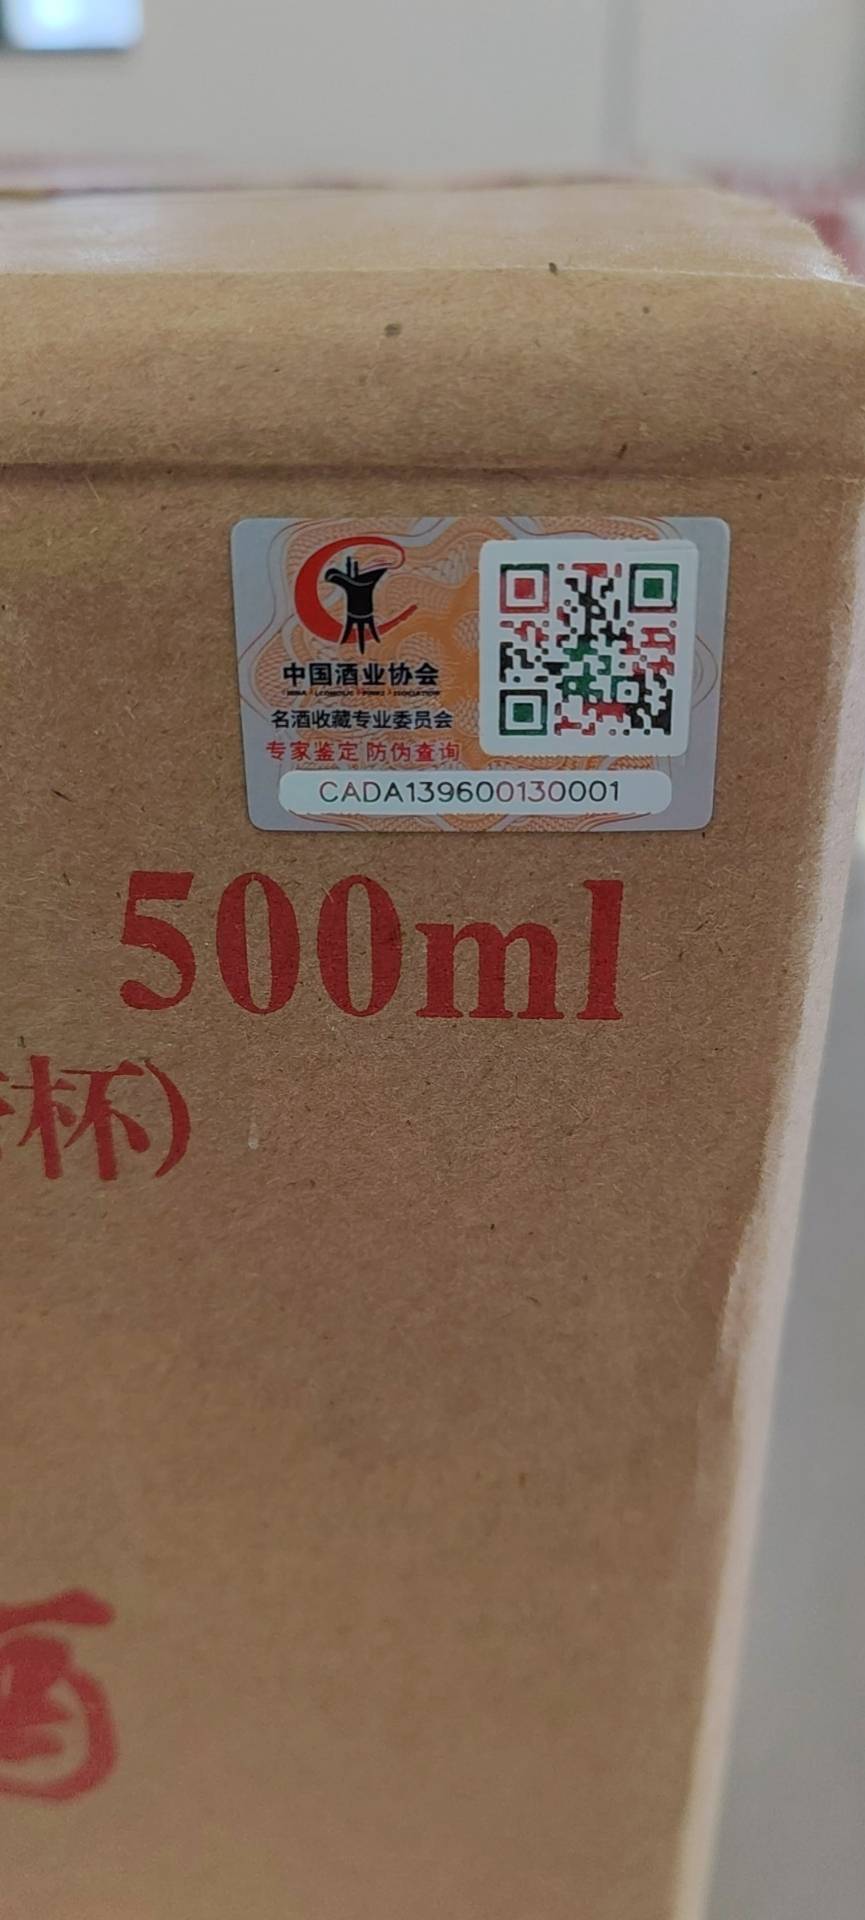 中国酒业协会
名酒收藏专业委员会
专家鉴定 防伪查询
CADA139600130001
500ml
杯)
酒